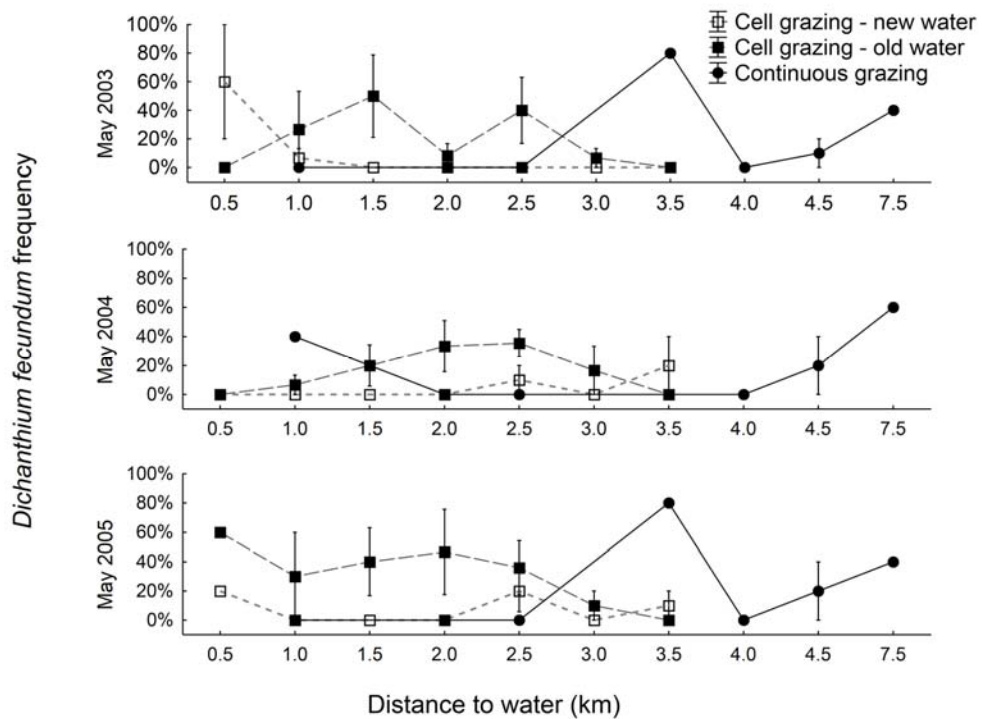 Cell grazing - new water
Cell grazing - old water
Continuous grazing
Dichanthium fecundum frequency
May 2003
100%
80%
60%
40%
20%
0%
0.5 1.0 1.5 2.0 2.5 3.0 3.5 4.0 4.5 7.5
May 2004
100%
80%
60%
40%
20%
0%
0.5 1.0 1.5 2.0 2.5 3.0 3.5 4.0 4.5 7.5
May 2005
100%
80%
60%
40%
20%
0%
0.5 1.0 1.5 2.0 2.5 3.0 3.5 4.0 4.5 7.5
Distance to water (km)